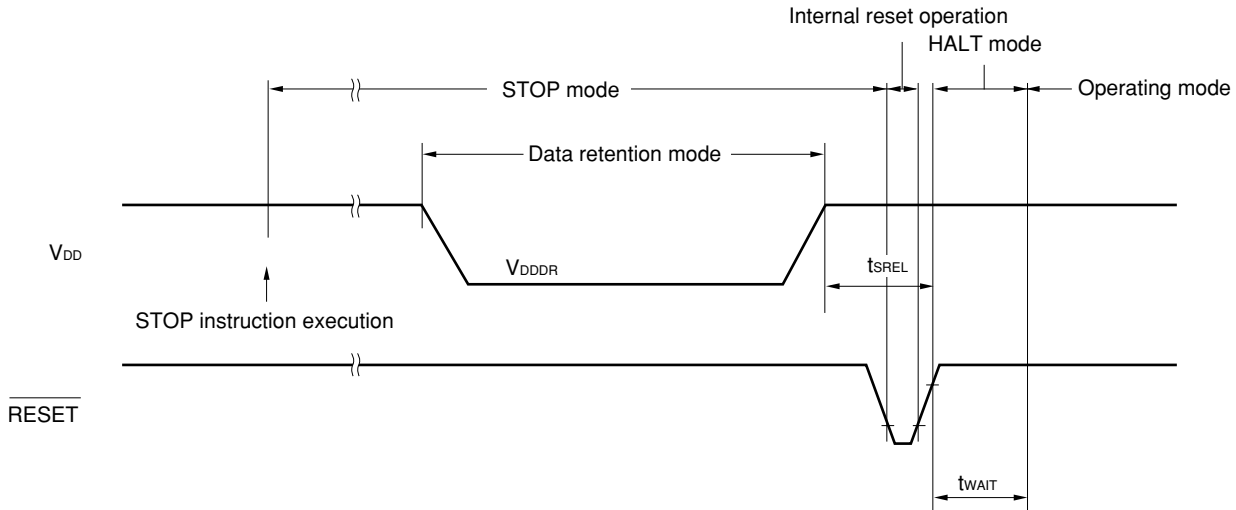 Internal reset operation
HALT mode
STOP mode
Operating mode
Data retention mode
VDD
VDDDR
tSREL
STOP instruction execution
RESET
tWAIT